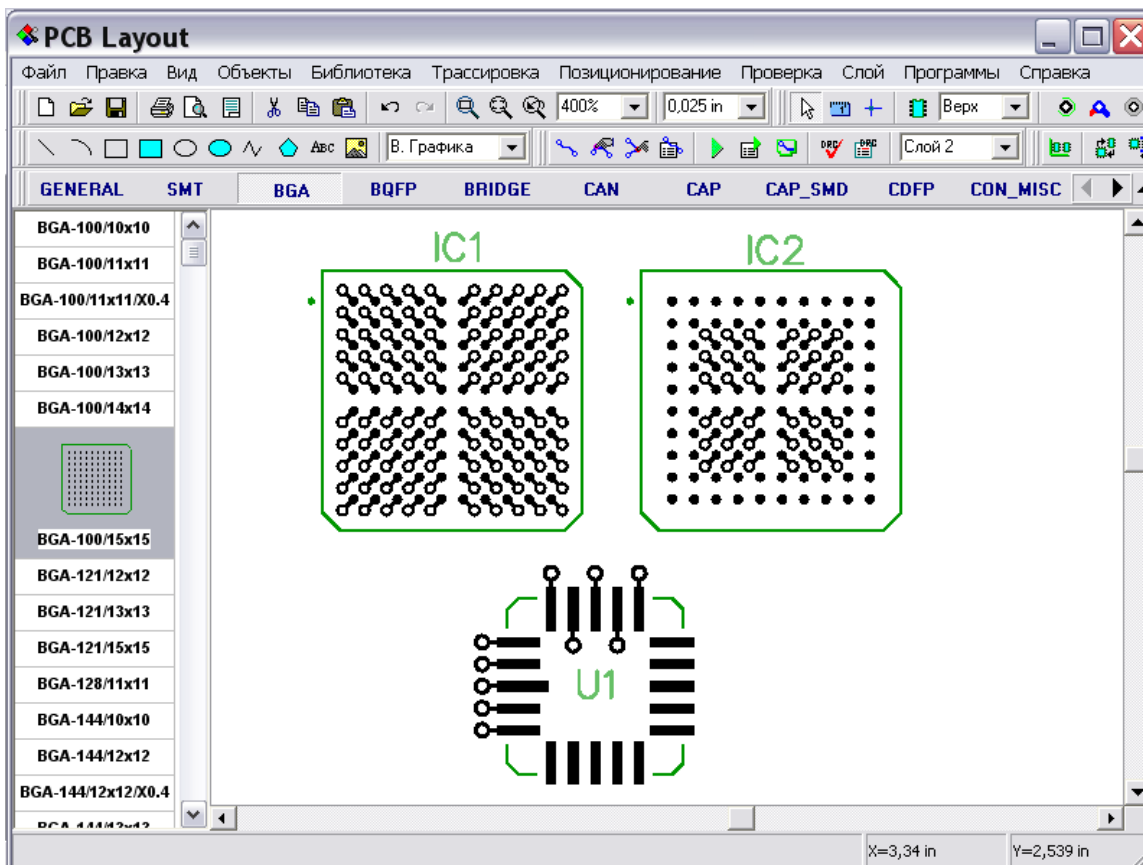 PCB Layout
Файл Правка Вид Объекты Библиотека Трассировка Позиционирование Проверка Слой Программы Справка
400% 0,025 in Верх
ABC В. Графика DRC DRC Слой 2
GENERAL SMT BGA BQFP BRIDGE CAN CAP CAP_SMD CDFP CON_MISC
BGA-100/10x10
BGA-100/11x11
BGA-100/11x11/X0.4
BGA-100/12x12
BGA-100/13x13
BGA-100/14x14
BGA-100/15x15
BGA-121/12x12
BGA-121/13x13
BGA-121/15x15
BGA-128/11x11
BGA-144/10x10
BGA-144/12x12
BGA-144/12x12/X0.4
IC1 IC2
U1
X=3,34 in Y=2,539 in